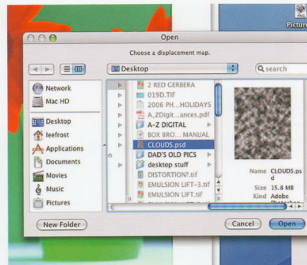 Picture
Open
Choose a displacement map.
Desktop
search
Network
Mac HD
Desktop
leefrost
Applications
Documents
Movies
Music
Pictures
2 RED GERBERA
019D.TIF
2006 PH...HOLIDAYS
A,ZDigit...ances.pdf
A-Z DIGITAL
BOX BRO... MANUAL
CLOUDS.psd
DAD'S OLD PICS
desktop stuff
DISTORTION!.tif
EMULSION LIFT-3.tif
EMULSION LIFT.tif
Name CLOUDS.ps
d
Size 15.8 MB
Kind Adobe
Photoshop
New Folder
Cancel
Open